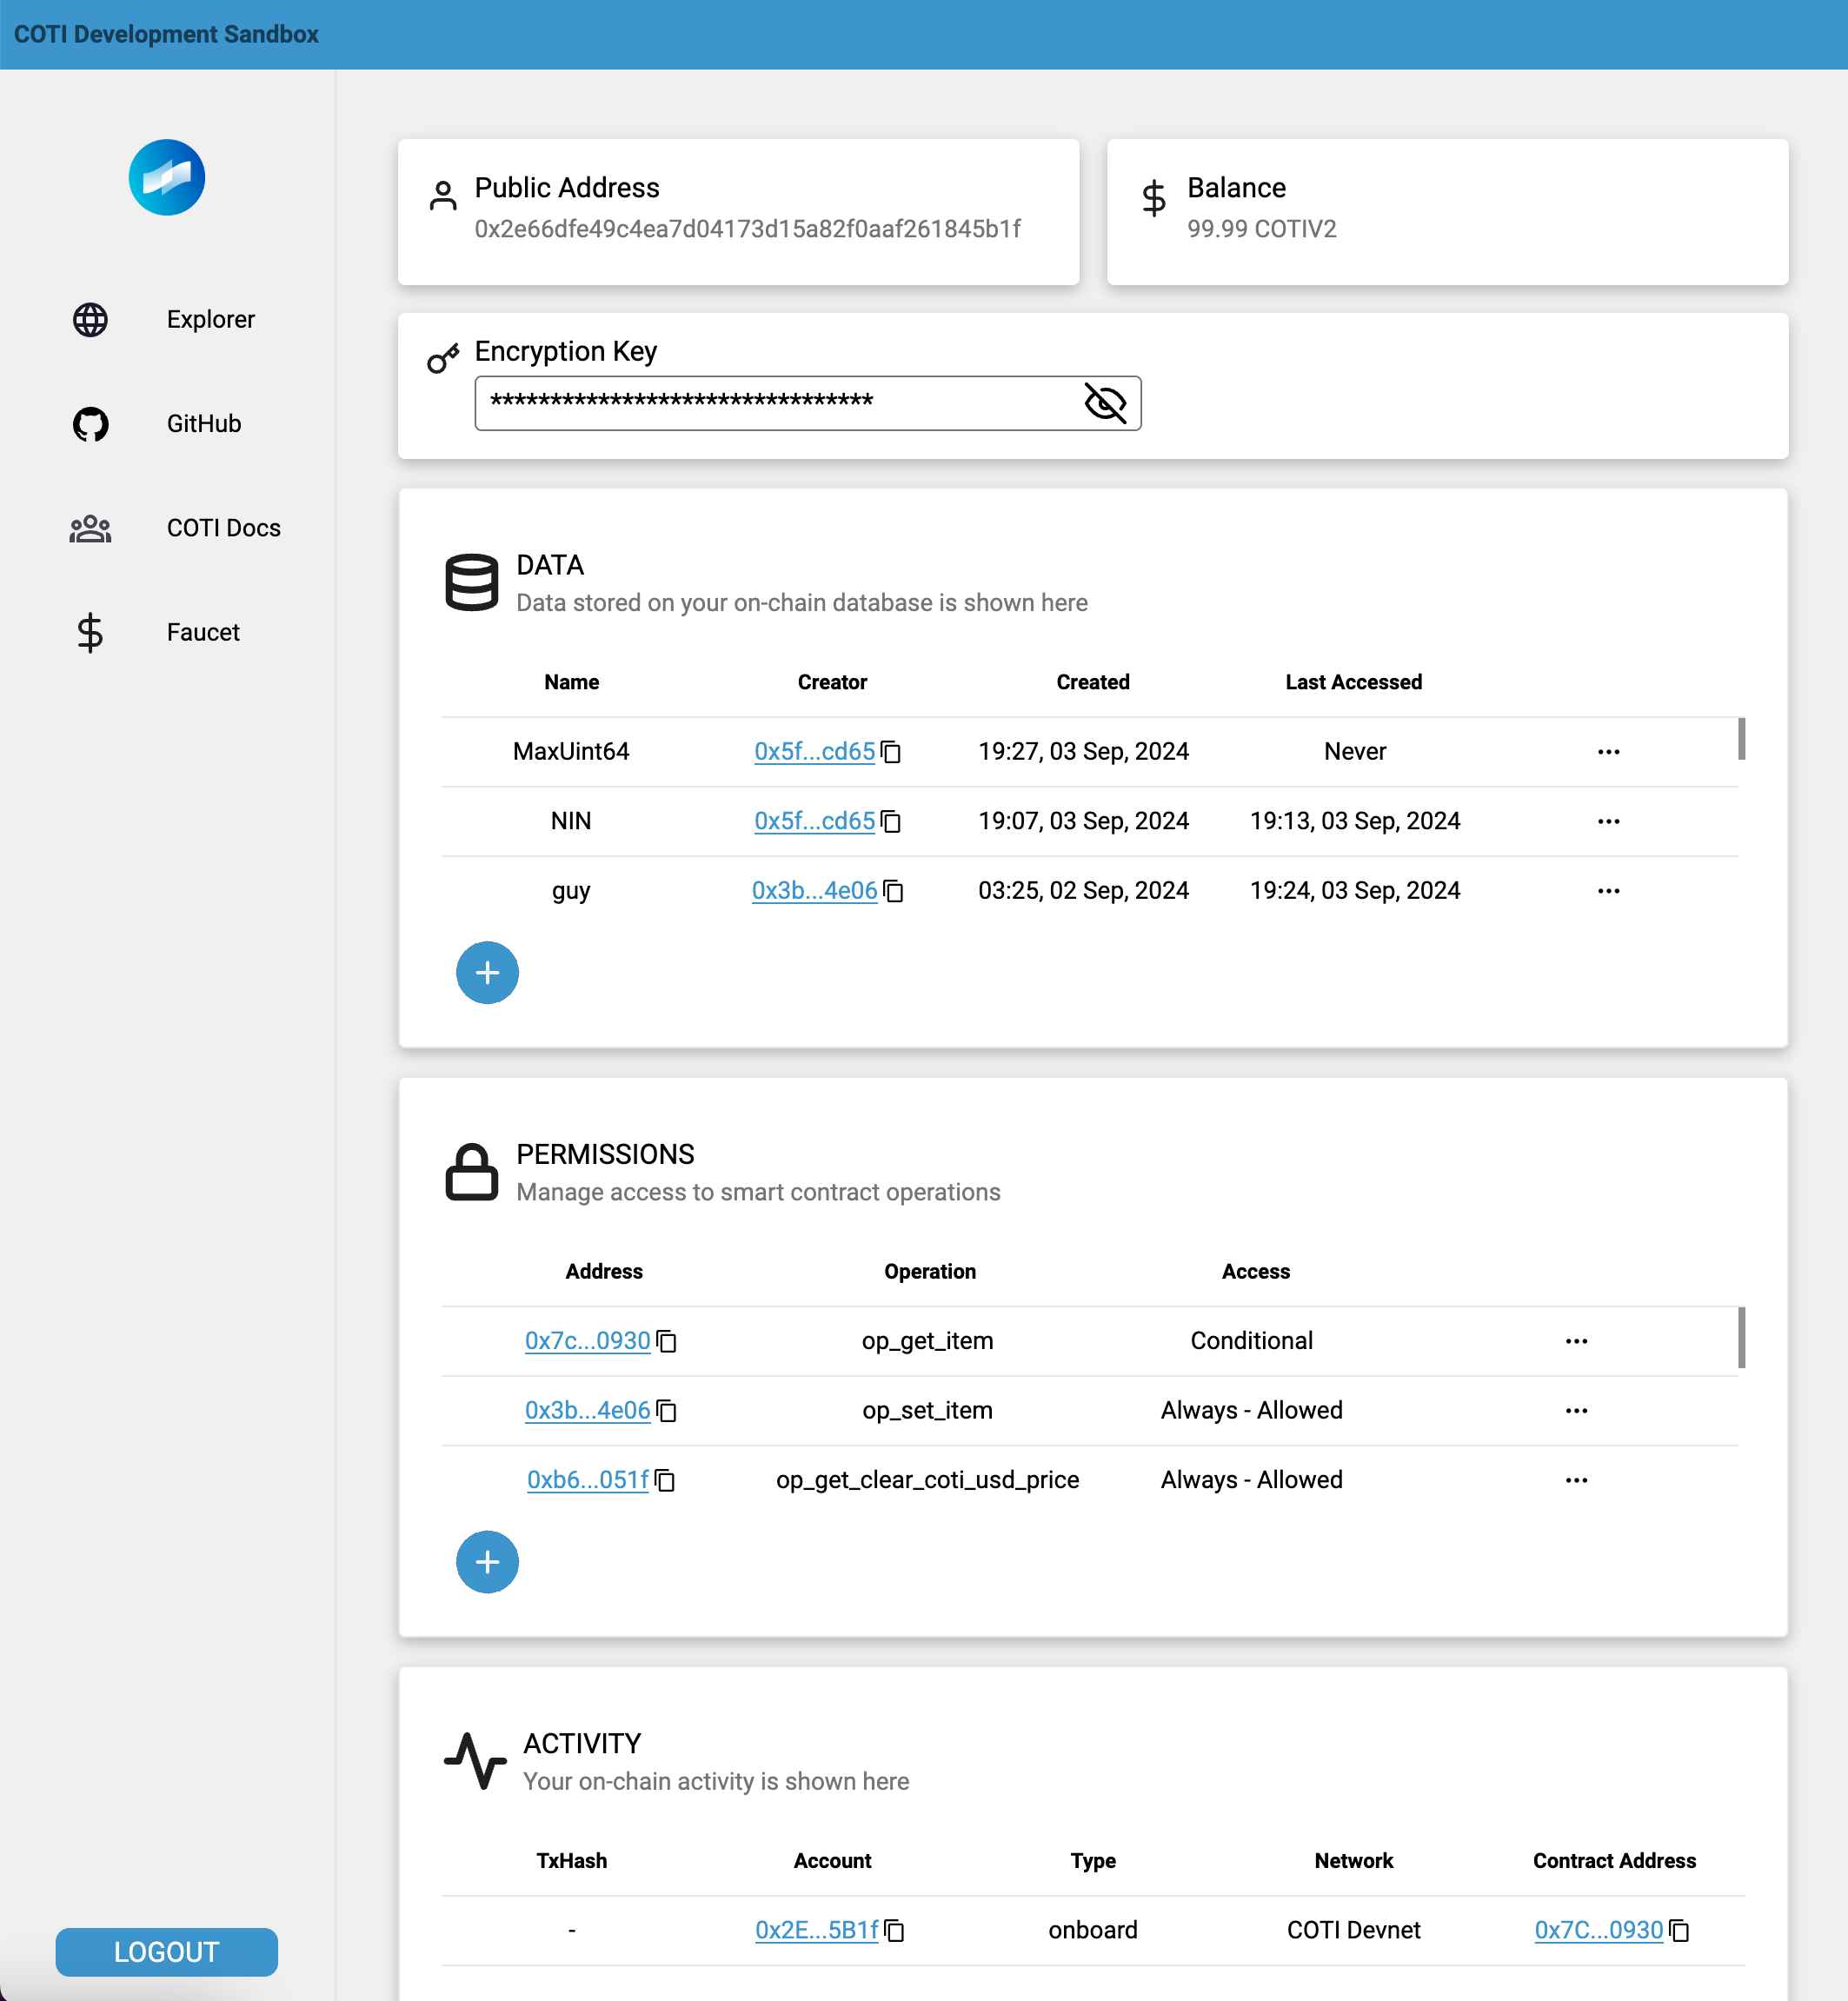 COTI Development Sandbox
Explorer
GitHub
COTI Docs
Faucet
LOGOUT
Public Address
0x2e66dfe49c4ea7d04173d15a82f0aaf261845b1f
Balance
99.99 COTIV2
Encryption Key
********************************
DATA
Data stored on your on-chain database is shown here
Name Creator Created Last Accessed
MaxUint64 0x5f...cd65 19:27, 03 Sep, 2024 Never ...
NIN 0x5f...cd65 19:07, 03 Sep, 2024 19:13, 03 Sep, 2024 ...
guy 0x3b...4e06 03:25, 02 Sep, 2024 19:24, 03 Sep, 2024 ...
+
PERMISSIONS
Manage access to smart contract operations
Address Operation Access
0x7c...0930 op_get_item Conditional ...
0x3b...4e06 op_set_item Always - Allowed ...
0xb6...051f op_get_clear_coti_usd_price Always - Allowed ...
+
ACTIVITY
Your on-chain activity is shown here
TxHash Account Type Network Contract Address
- 0x2E...5B1f onboard COTI Devnet 0x7C...0930